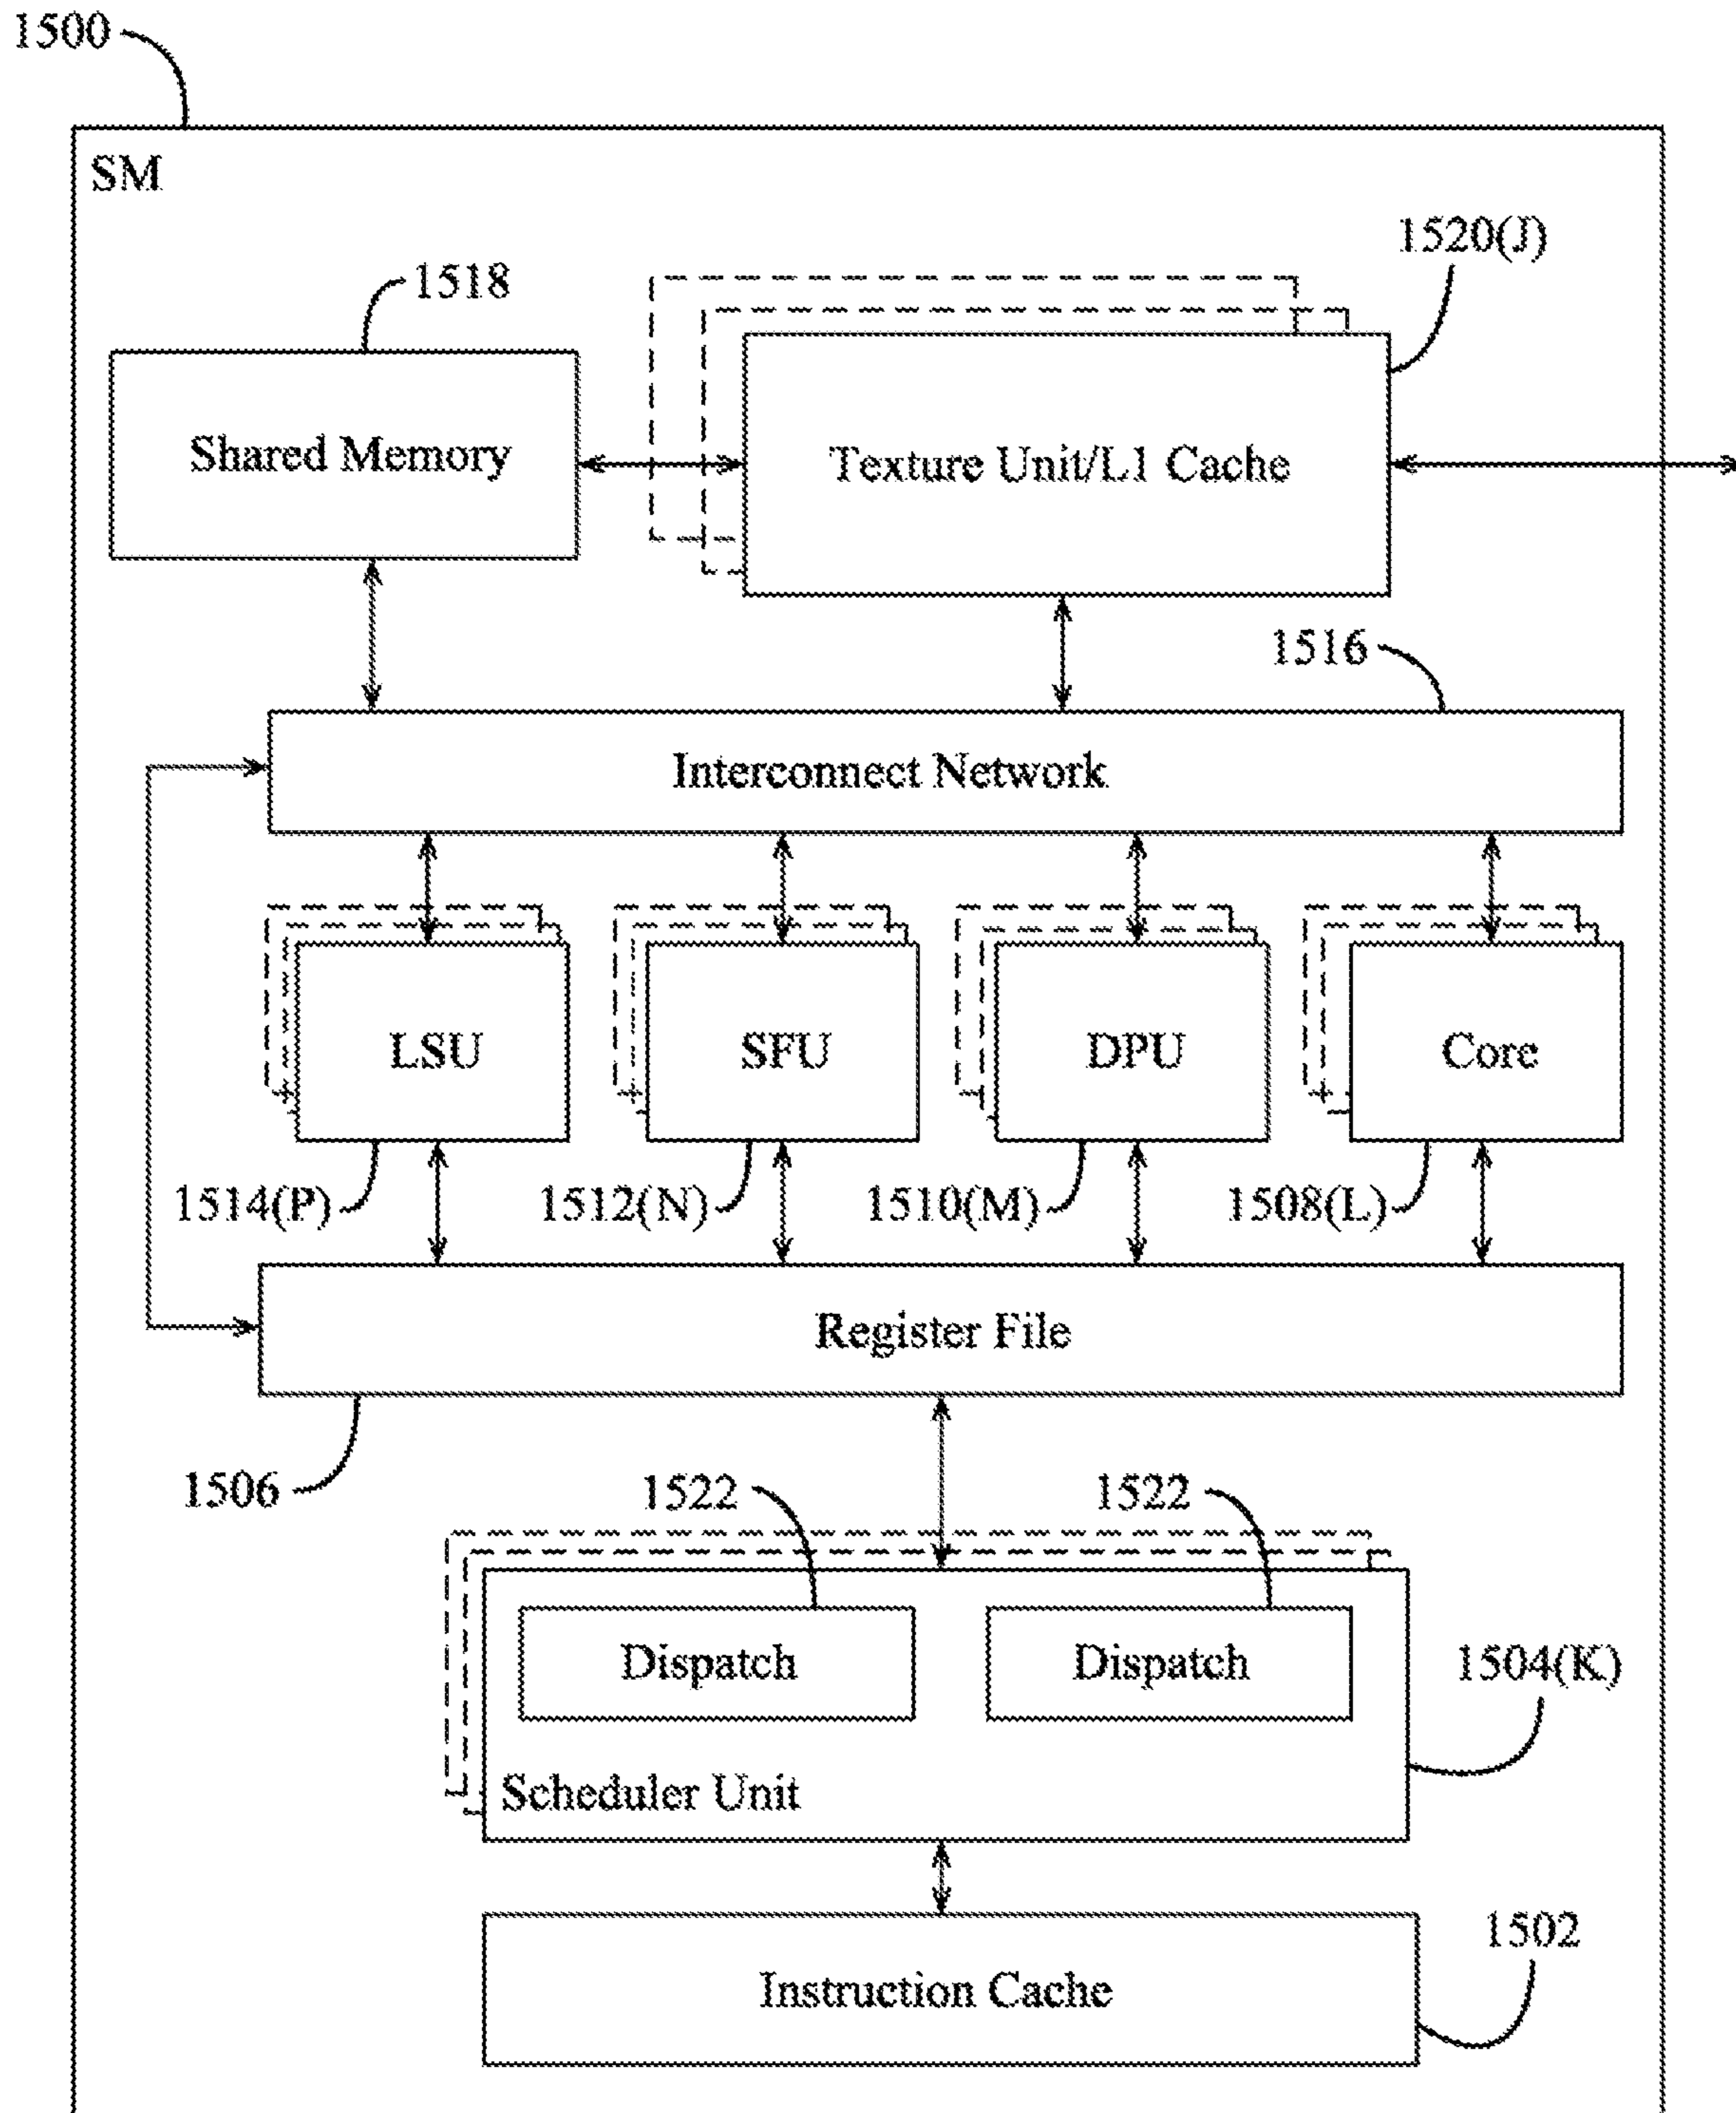 1500
SM
1520(J)
1518
Shared Memory
Texture Unit/L1 Cache
1516
Interconnect Network
LSU
SFU
DPU
Core
1514(P)
1512(N)
1510(M)
1508(L)
Register File
1506
1522
1522
Dispatch
Dispatch
1504(K)
Scheduler Unit
1502
Instruction Cache